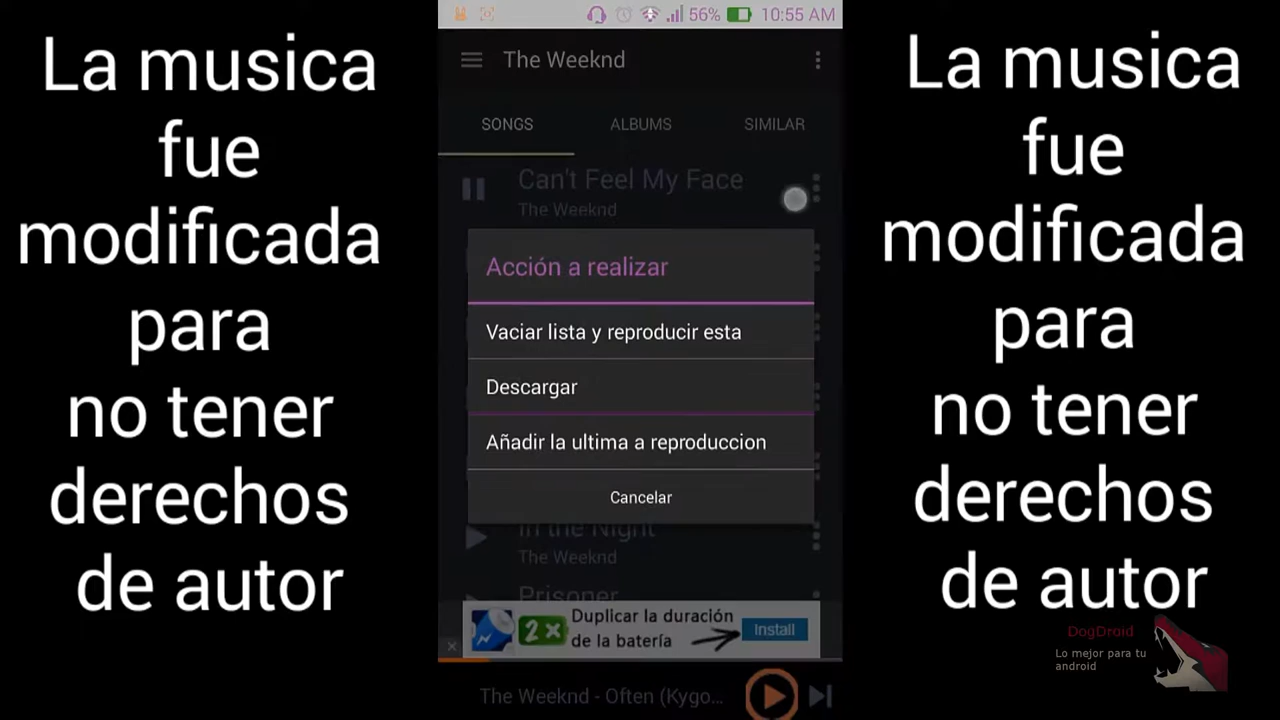 La musica
fue
modificada
para
no tener
derechos
de autor
56% 10:55 AM
The Weeknd
SONGS ALBUMS SIMILAR
Can't Feel My Face
The Weeknd
Acción a realizar
Vaciar lista y reproducir esta
Descargar
Añadir la ultima a reproduccion
Cancelar
In the Night
The Weeknd
Prisoner
2x
Duplicar la duración
de la batería
Install
The Weeknd - Often (Kygo...
La musica
fue
modificada
para
no tener
derechos
de autor
DogDroid
Lo mejor para tu
android